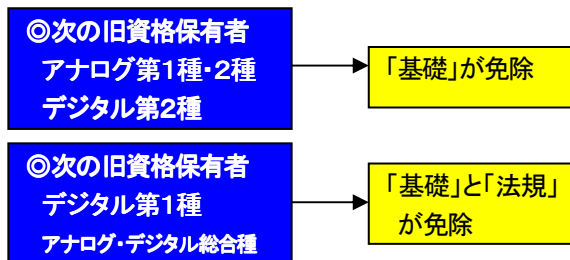 ◎次の旧資格保有者
アナログ第1種・2種
デジタル第2種
「基礎」が免除
◎次の旧資格保有者
デジタル第1種
アナログ・デジタル総合種
「基礎」と「法規」
が免除